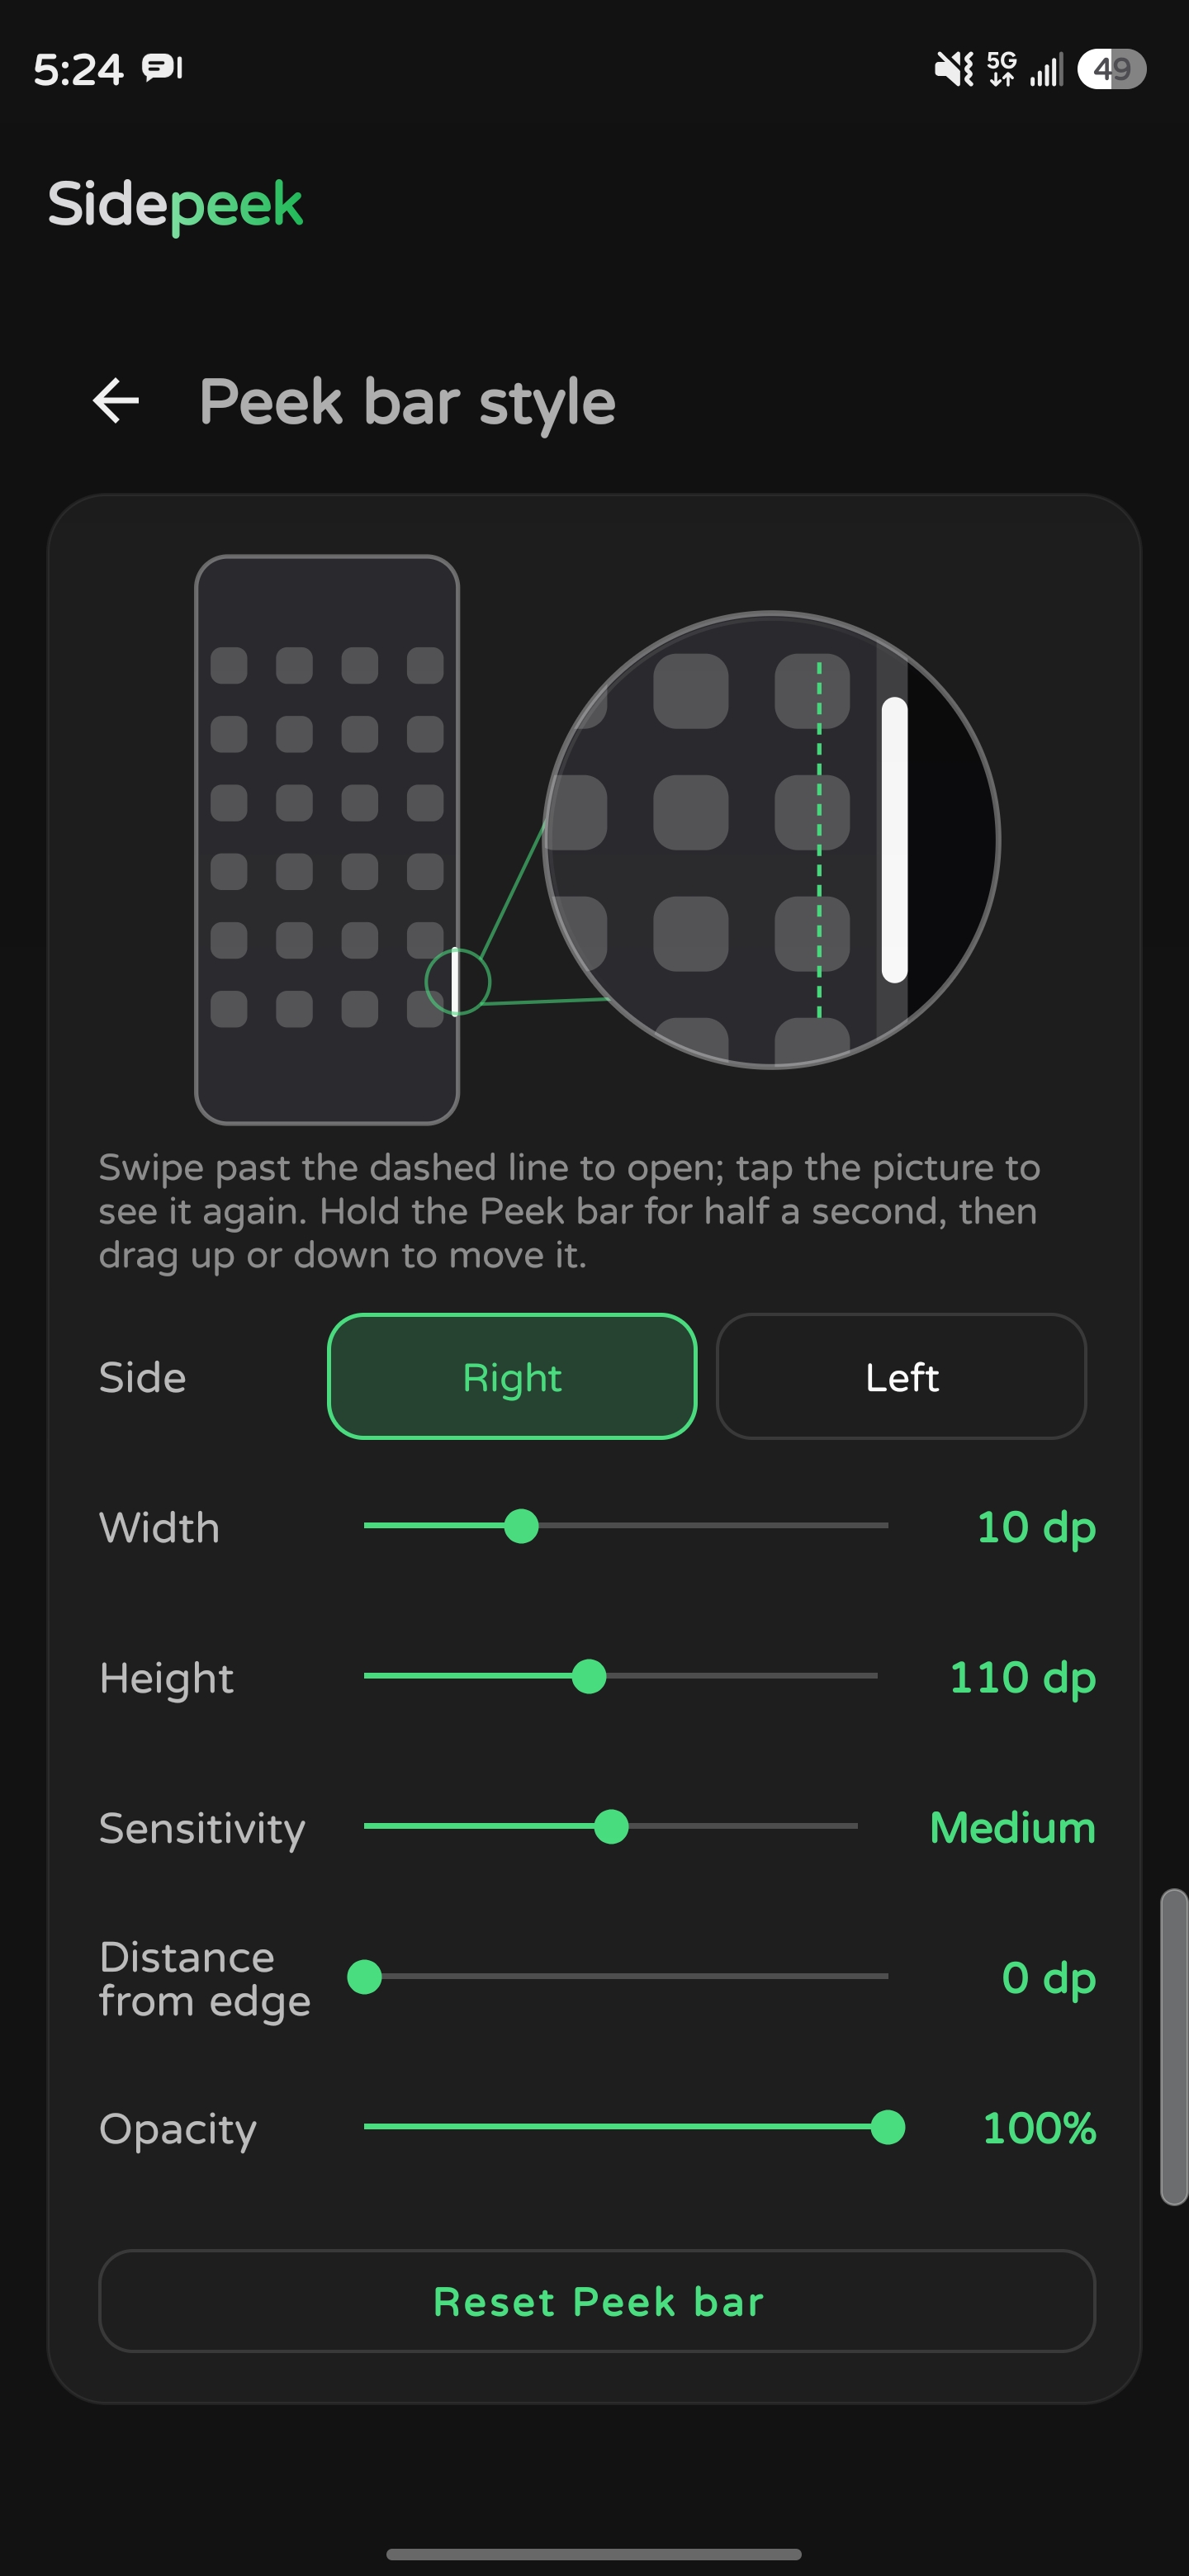 5:24
5G
49
Sidepeek
Peek bar style
Swipe past the dashed line to open; tap the picture to
see it again. Hold the Peek bar for half a second, then
drag up or down to move it.
Side
Right
Left
Width
10 dp
Height
110 dp
Sensitivity
Medium
Distance
from edge
0 dp
Opacity
100%
Reset Peek bar